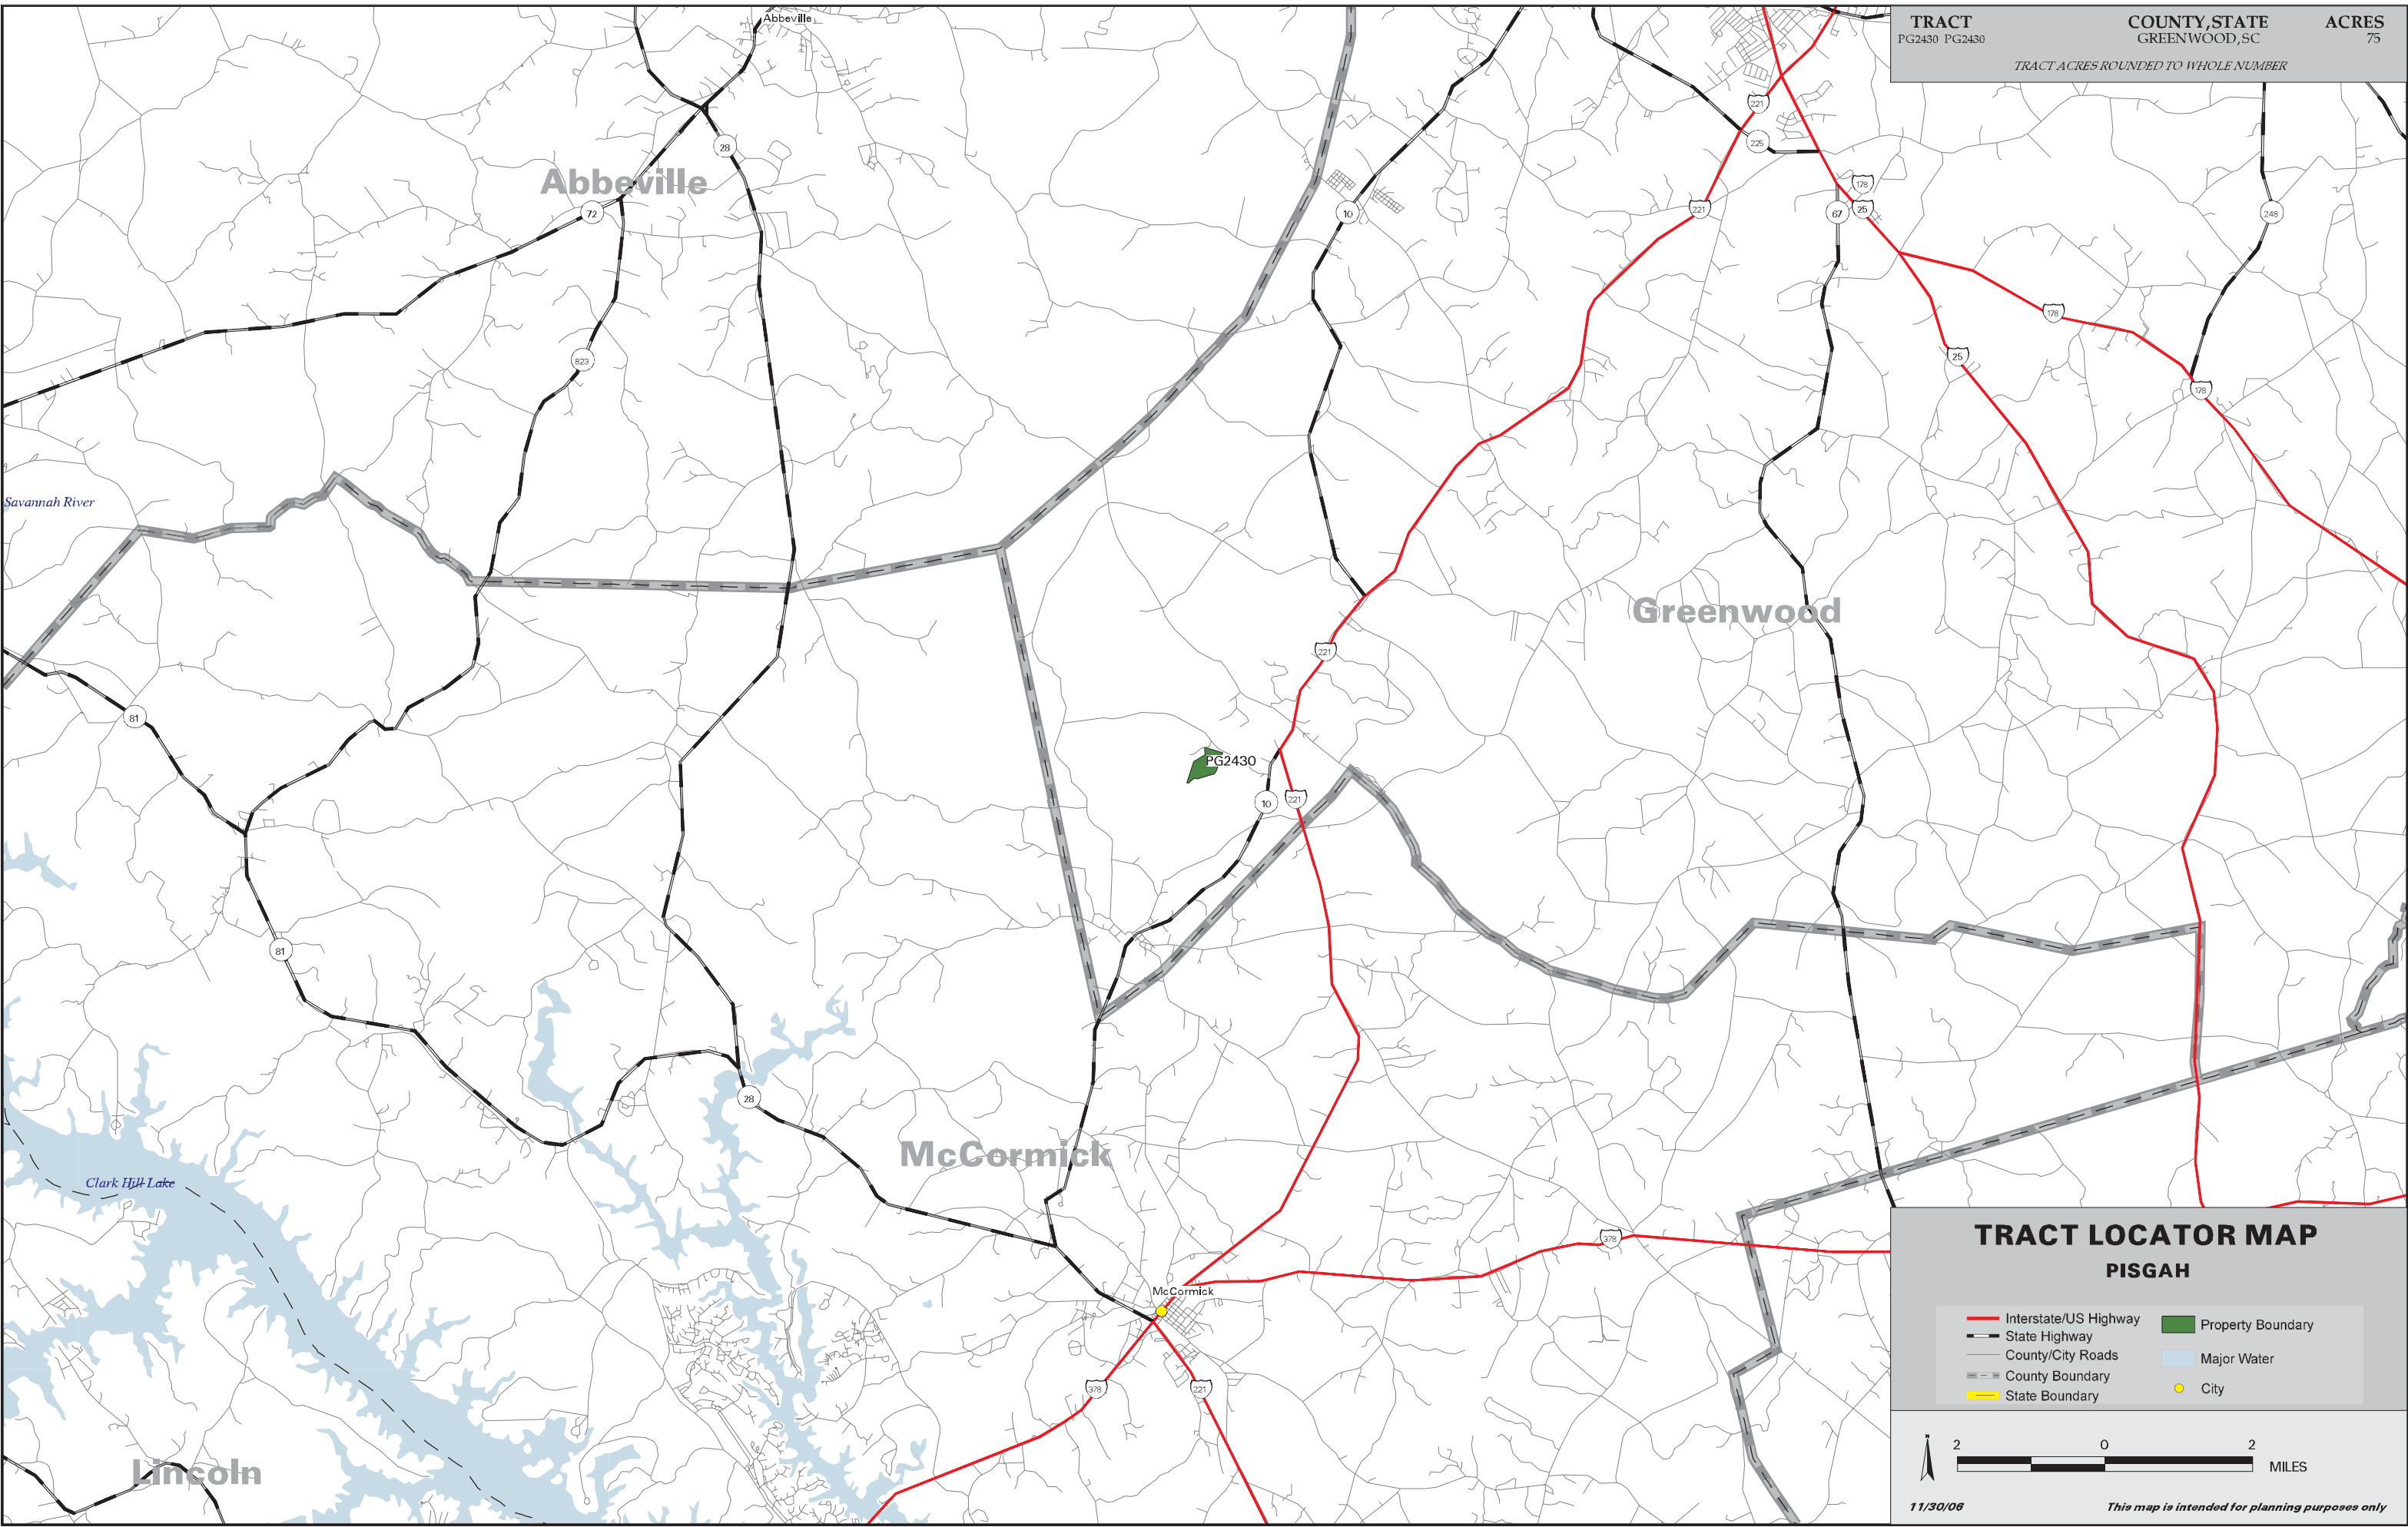 Abbeville
TRACT COUNTY,STATE ACRES
PG2430 PG2430 GREENWOOD,SC 75
TRACT ACRES ROUNDED TO WHOLE NUMBER
221
28
225
Abbeville
178
72
10
221
67
25
248
178
823
25
178
Savannah River
Greenwood
221
81
PG2430
10
221
81
28
McCormick
Clark Hill Lake
378
McCormick
378
221
Lincoln
TRACT LOCATOR MAP
PISGAH
Interstate/US Highway
State Highway
County/City Roads
County Boundary
State Boundary
Property Boundary
Major Water
City
N
2 0 2
MILES
11/30/06 This map is intended for planning purposes only